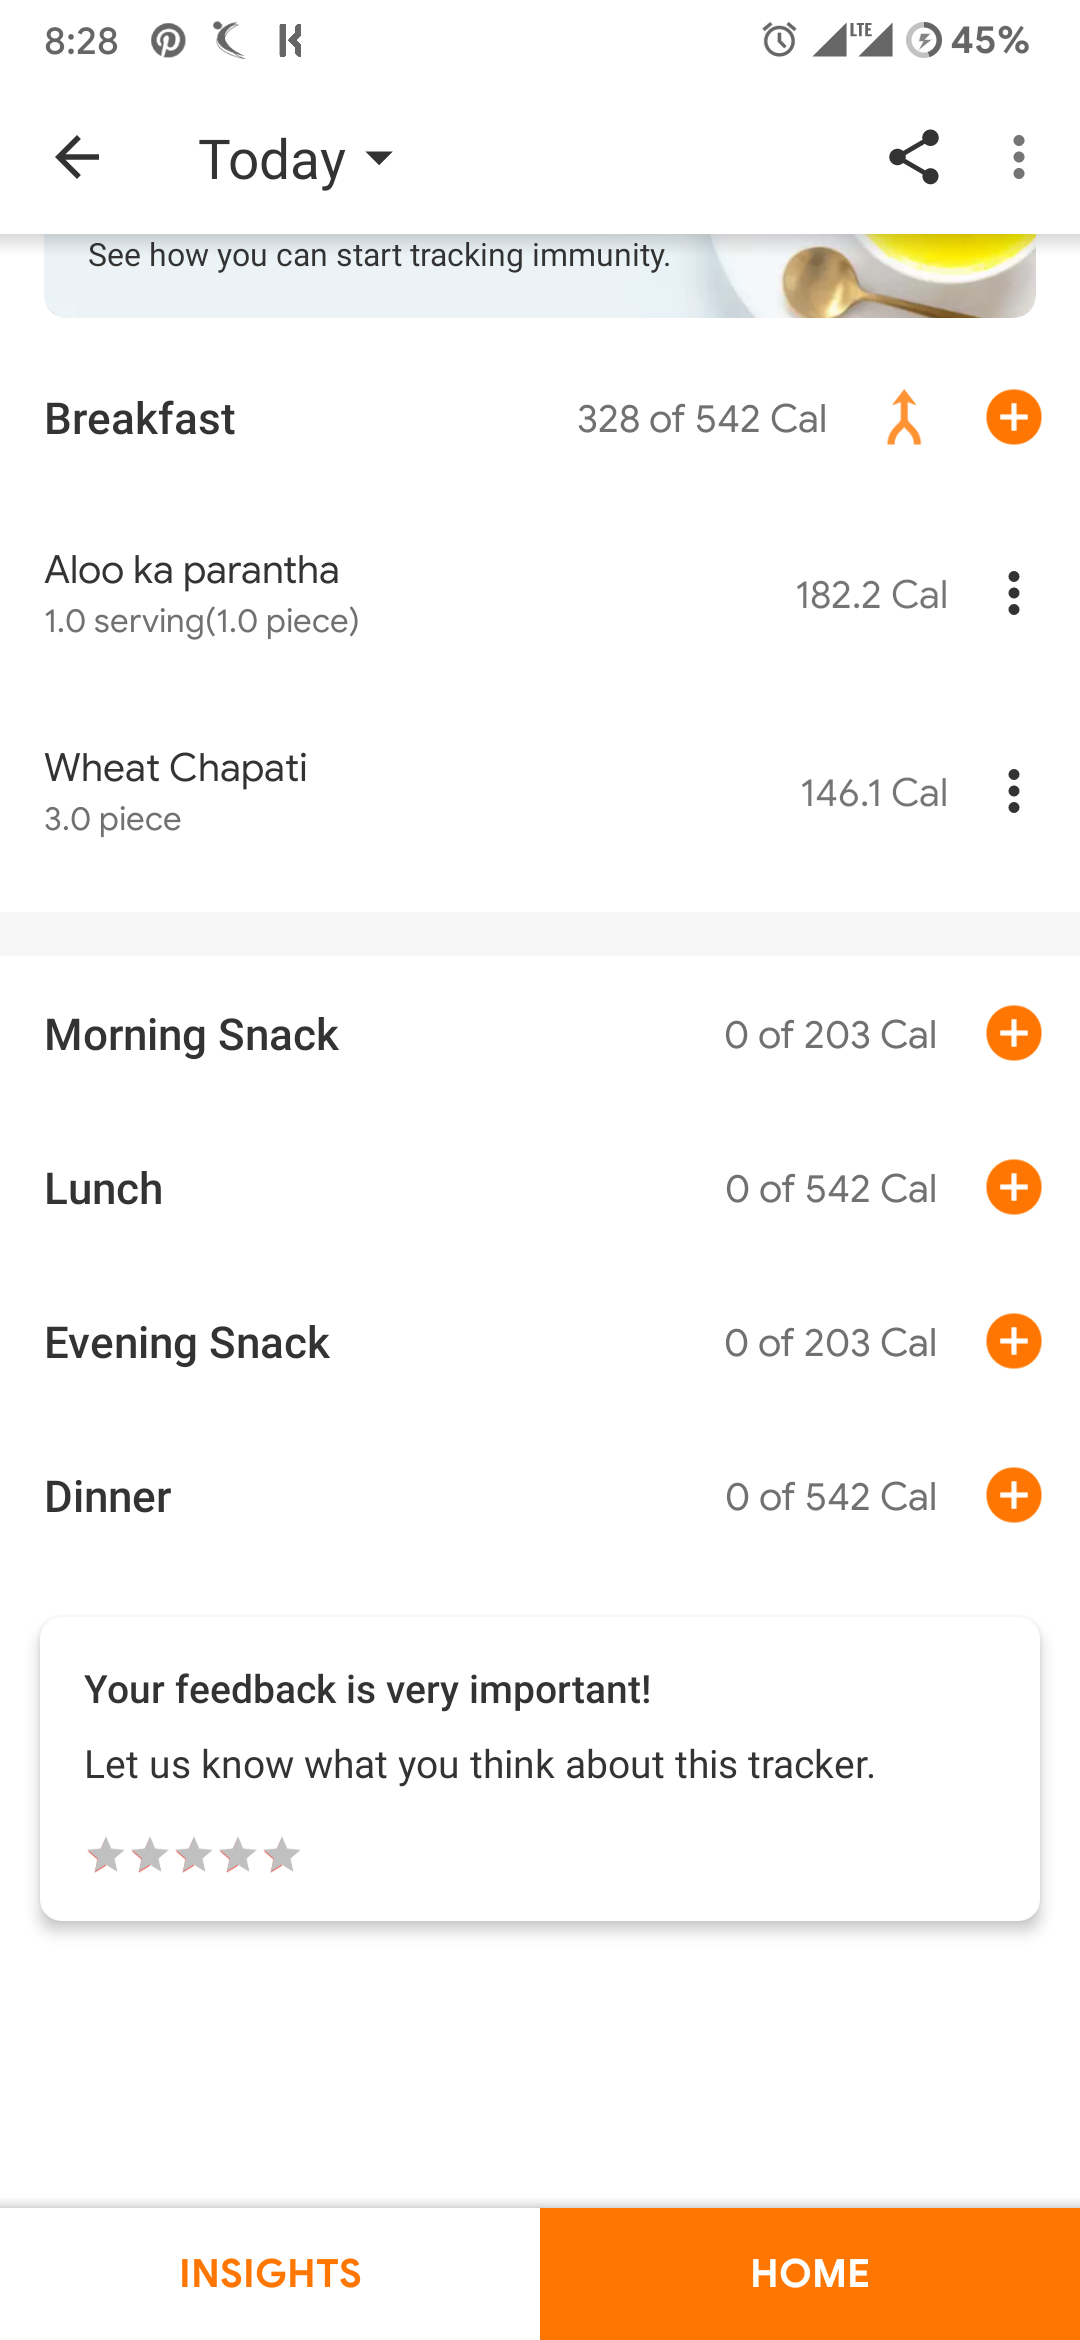 8:28 LTE 45%
Today
See how you can start tracking immunity.
Breakfast 328 of 542 Cal
Aloo ka parantha
1.0 serving(1.0 piece) 182.2 Cal
Wheat Chapati
3.0 piece 146.1 Cal
Morning Snack 0 of 203 Cal
Lunch 0 of 542 Cal
Evening Snack 0 of 203 Cal
Dinner 0 of 542 Cal
Your feedback is very important!
Let us know what you think about this tracker.
INSIGHTS HOME